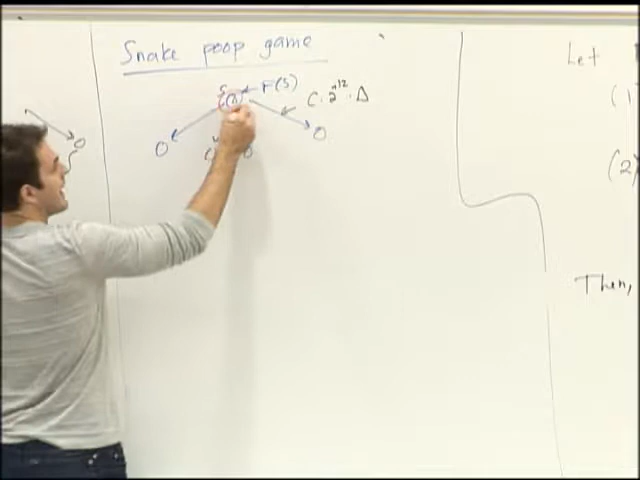 Snake poop game
S
F(S)
C · 2^12 · Δ
Let
(1
(2)
Then,